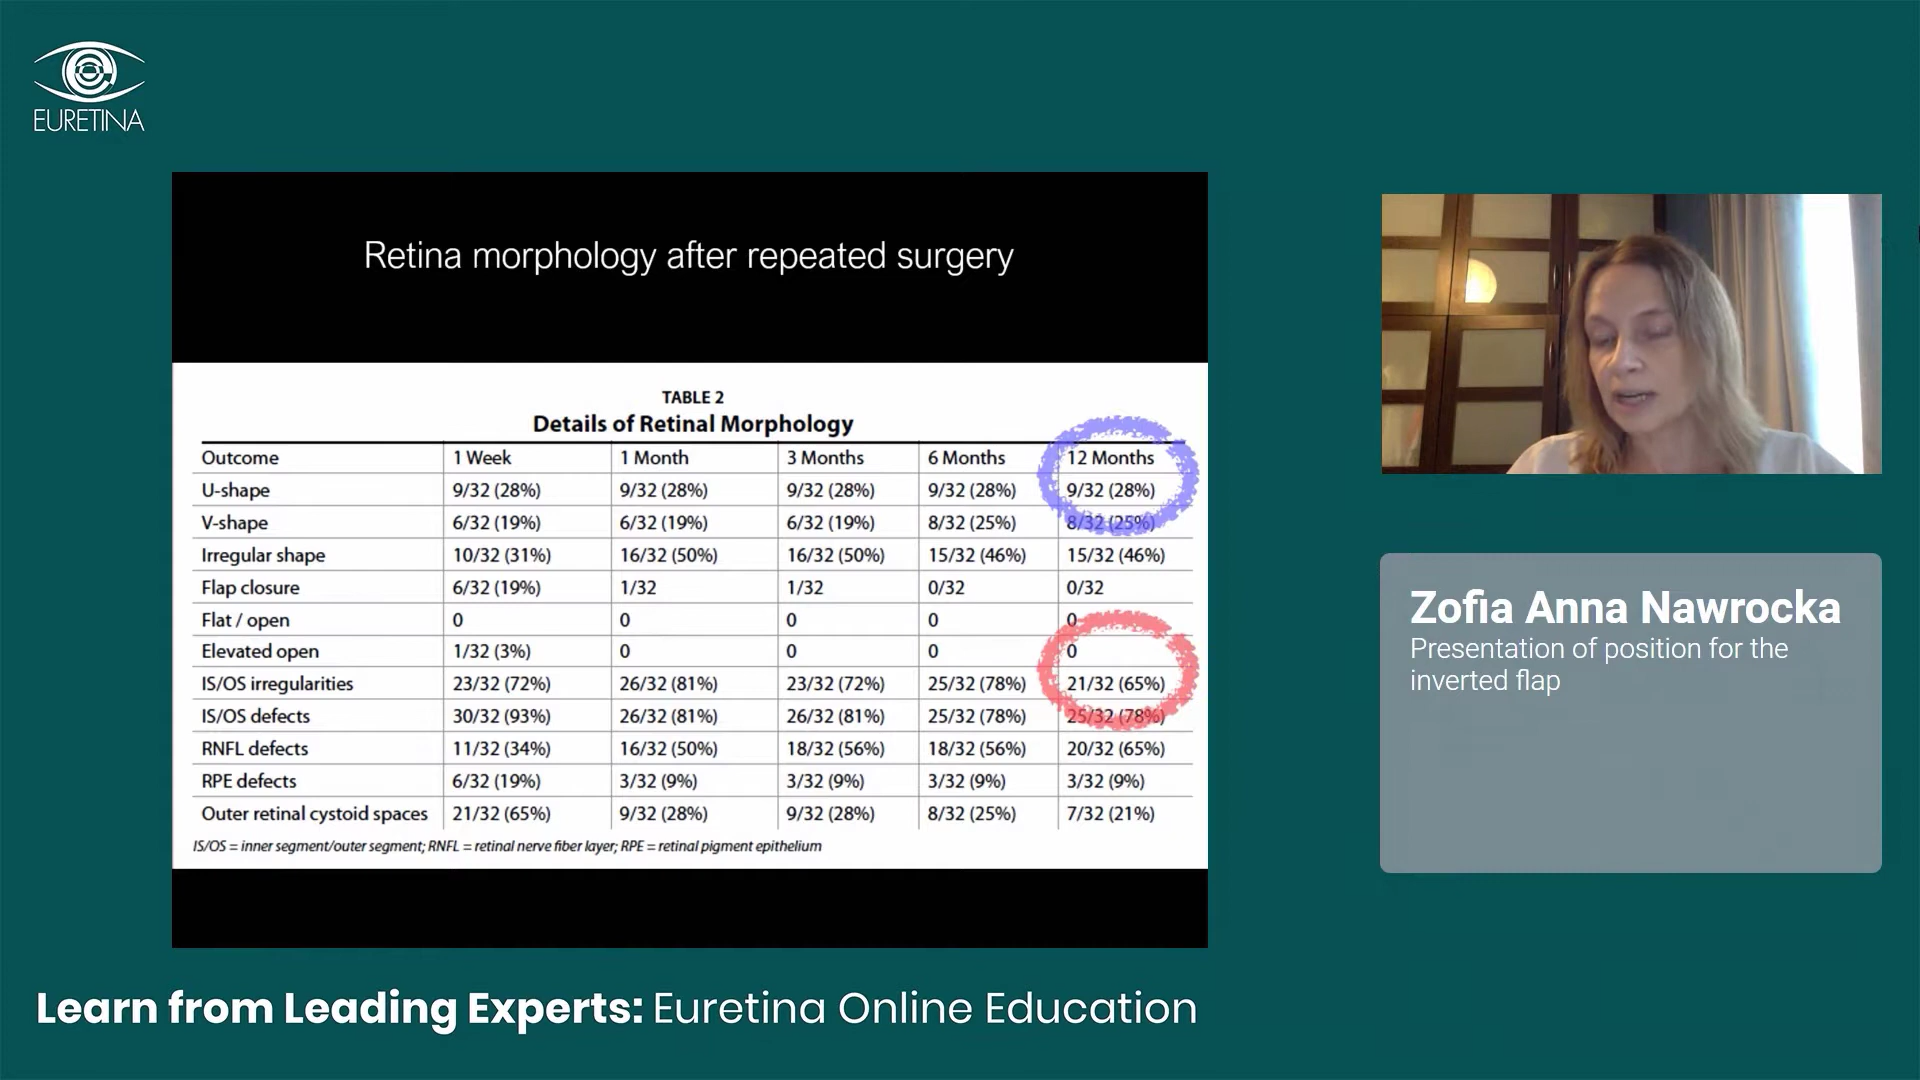 EURETINA
Retina morphology after repeated surgery
TABLE 2
Details of Retinal Morphology
Outcome 1 Week 1 Month 3 Months 6 Months 12 Months
U-shape 9/32 (28%) 9/32 (28%) 9/32 (28%) 9/32 (28%) 9/32 (28%)
V-shape 6/32 (19%) 6/32 (19%) 6/32 (19%) 8/32 (25%) 8/32 (25%)
Irregular shape 10/32 (31%) 16/32 (50%) 16/32 (50%) 15/32 (46%) 15/32 (46%)
Flap closure 6/32 (19%) 1/32 1/32 0/32 0/32
Flat / open 0 0 0 0 0
Elevated open 1/32 (3%) 0 0 0 0
IS/OS irregularities 23/32 (72%) 26/32 (81%) 23/32 (72%) 25/32 (78%) 21/32 (65%)
IS/OS defects 30/32 (93%) 26/32 (81%) 26/32 (81%) 25/32 (78%) 25/32 (78%)
RNFL defects 11/32 (34%) 16/32 (50%) 18/32 (56%) 18/32 (56%) 20/32 (65%)
RPE defects 6/32 (19%) 3/32 (9%) 3/32 (9%) 3/32 (9%) 3/32 (9%)
Outer retinal cystoid spaces 21/32 (65%) 9/32 (28%) 9/32 (28%) 8/32 (25%) 7/32 (21%)
IS/OS = inner segment/outer segment; RNFL = retinal nerve fiber layer; RPE = retinal pigment epithelium
Zofia Anna Nawrocka
Presentation of position for the
inverted flap
Learn from Leading Experts: Euretina Online Education